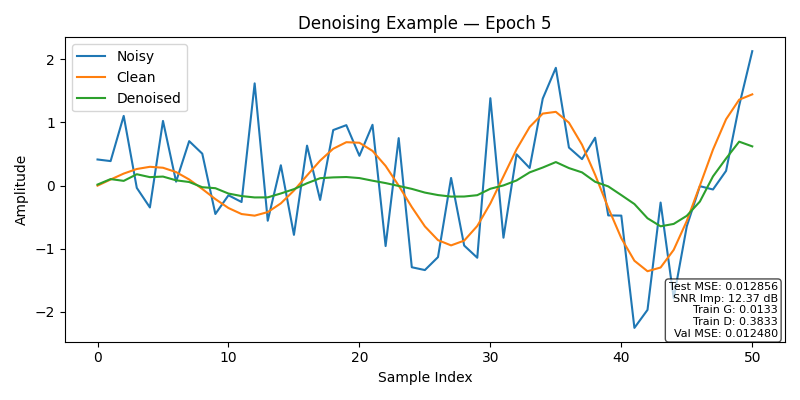 Denoising Example — Epoch 5
Noisy
Clean
Denoised
Amplitude
2
1
0
−1
−2
Test MSE: 0.012856
SNR Imp: 12.37 dB
Train G: 0.0133
Train D: 0.3833
Val MSE: 0.012480
0 10 20 30 40 50
Sample Index